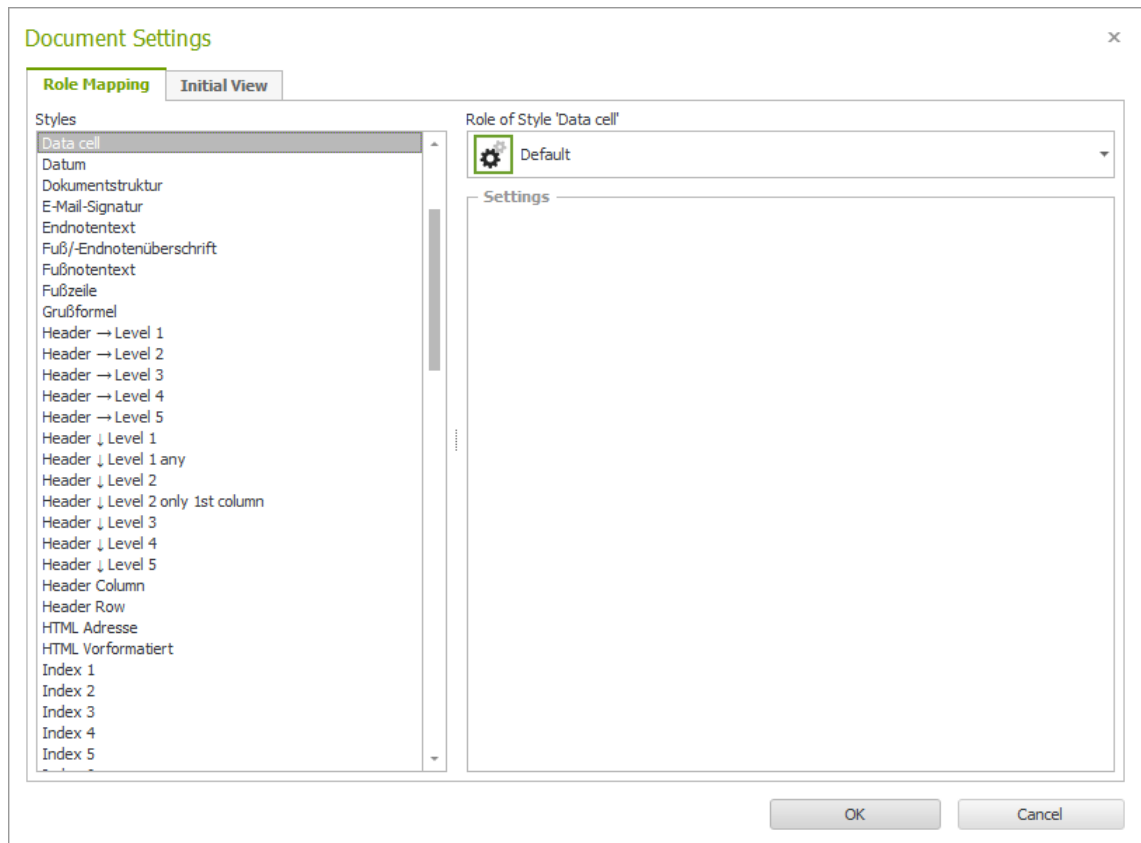 Document Settings
Role Mapping
Initial View
Styles
Data cell
Datum
Dokumentstruktur
E-Mail-Signatur
Endnotentext
Fuß/-Endnotenüberschrift
Fußnotentext
Fußzeile
Grußformel
Header → Level 1
Header → Level 2
Header → Level 3
Header → Level 4
Header → Level 5
Header ↓ Level 1
Header ↓ Level 1 any
Header ↓ Level 2
Header ↓ Level 2 only 1st column
Header ↓ Level 3
Header ↓ Level 4
Header ↓ Level 5
Header Column
Header Row
HTML Adresse
HTML Vorformatiert
Index 1
Index 2
Index 3
Index 4
Index 5
Role of Style 'Data cell'
Default
Settings
OK
Cancel